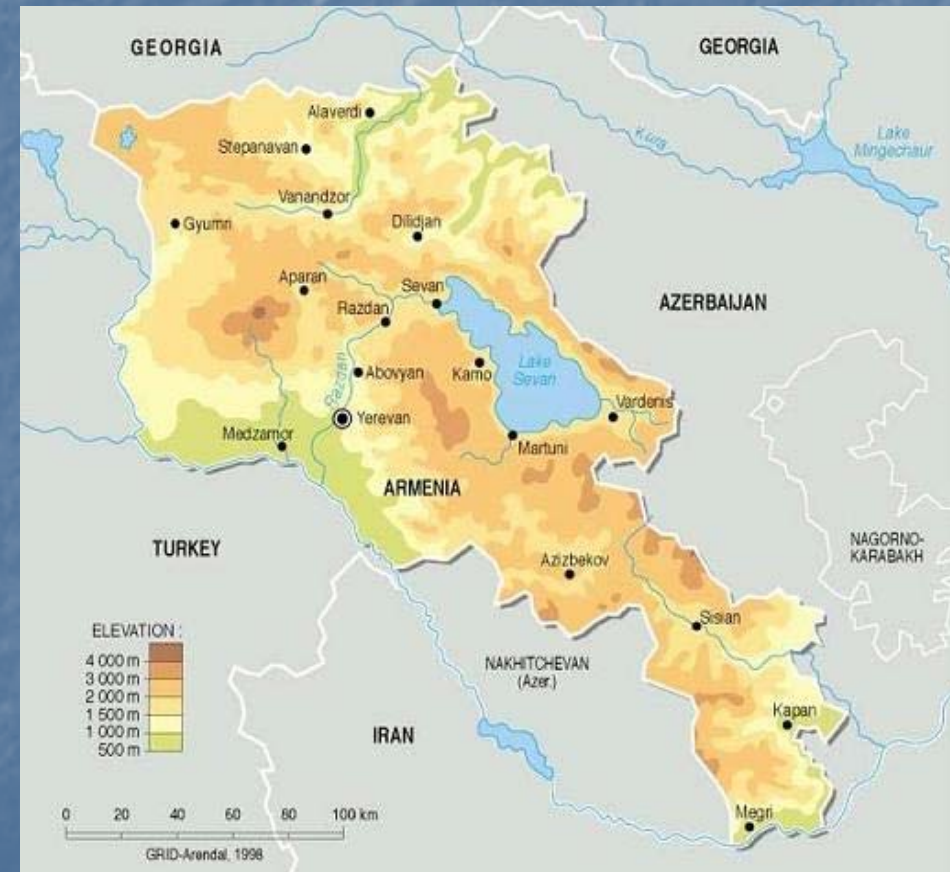 GEORGIA
GEORGIA
Alaverdi
Kura
Lake
Mingechaur
Stepanavan
Vanandzor
Gyumri
Dilidjan
Aparan
Sevan
AZERBAIJAN
Razdan
Razdan
Abovyan
Kamo
Lake
Sevan
Vardenis
Yerevan
Medzamor
Martuni
ARMENIA
TURKEY
NAGORNO-
KARABAKH
Azizbekov
Sisian
ELEVATION :
4 000 m
3 000 m
2 000 m
1 500 m
1 000 m
500 m
NAKHITCHEVAN
(Azer.)
Kapan
IRAN
Megri
0 20 40 60 80 100 km
GRID-Arendal, 1998